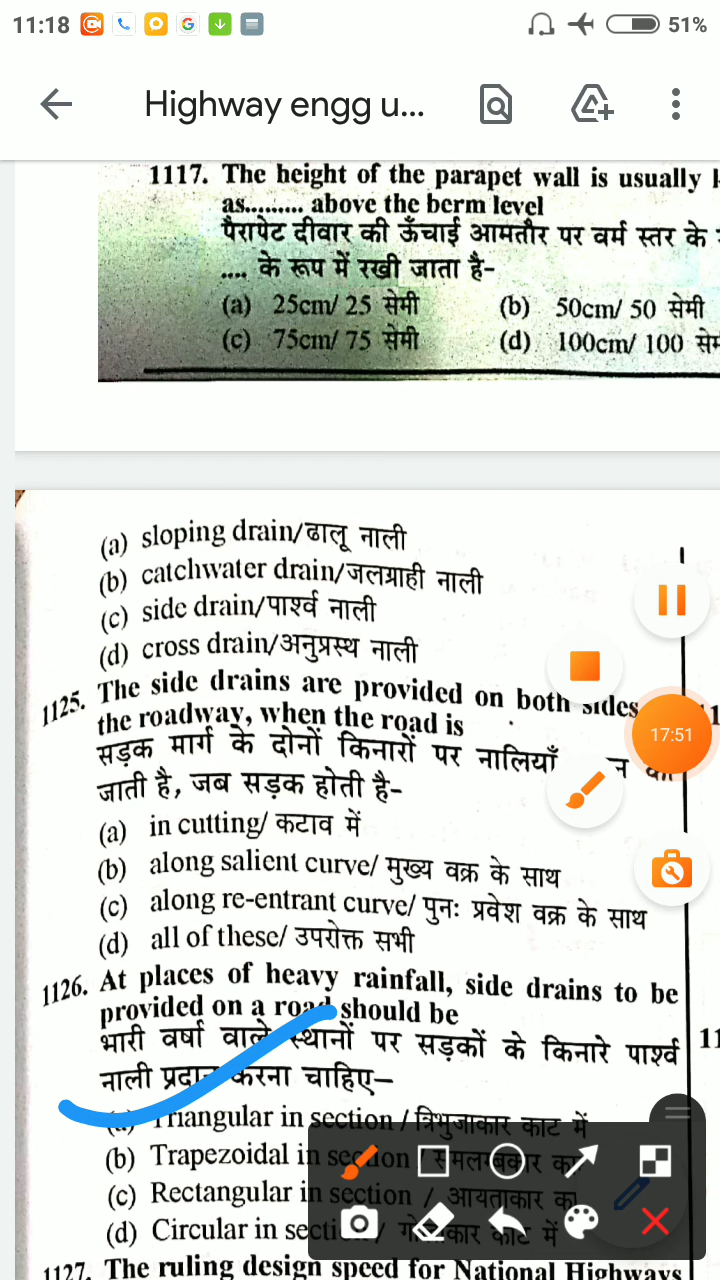 11:18
51%
Highway engg u...
1117. The height of the parapet wall is usually
as......... above the berm level
पैरापेट दीवार की ऊँचाई आमतौर पर वर्म स्तर के
.... के रूप में रखी जाता है-
(a) 25cm/ 25 सेमी (b) 50cm/ 50 सेमी
(c) 75cm/ 75 सेमी (d) 100cm/ 100
(a) sloping drain/ढालू नाली
(b) catchwater drain/जलग्राही नाली
(c) side drain/पार्श्व नाली
(d) cross drain/अनुप्रस्थ नाली
1125. The side drains are provided on both sides
the roadway, when the road is
सड़क मार्ग के दोनों किनारों पर नालियाँ
जाती है, जब सड़क होती है-
(a) in cutting/ कटाव में
(b) along salient curve/ मुख्य वक्र के साथ
(c) along re-entrant curve/ पुनः प्रवेश वक्र के साथ
(d) all of these/ उपरोक्त सभी
17:51
1126. At places of heavy rainfall, side drains to be
provided on a road should be
भारी वर्षा वाले स्थानों पर सड़कों के किनारे पार्श्व
नाली प्रदान करना चाहिए–
(a) Triangular in section / त्रिभुजाकार काट में
(b) Trapezoidal in section / समलम्बकार
(c) Rectangular in section / आयताकार
(d) Circular in section / काट में
1127. The ruling design speed for National Highways